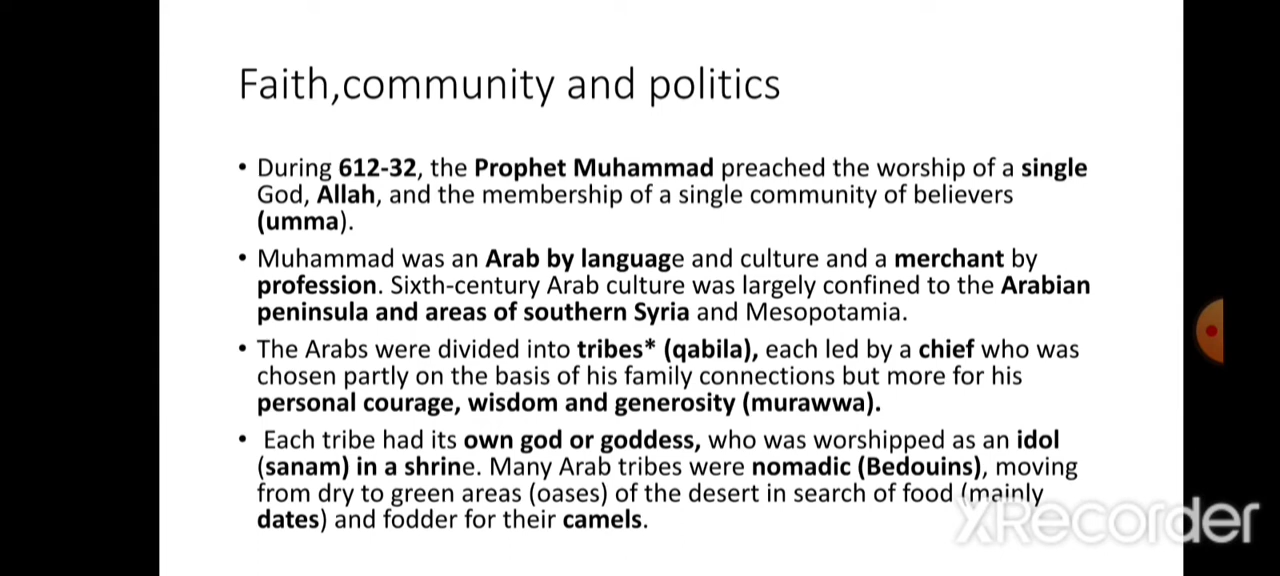 Faith,community and politics
• During 612-32, the Prophet Muhammad preached the worship of a single
God, Allah, and the membership of a single community of believers
(umma).
• Muhammad was an Arab by language and culture and a merchant by
profession. Sixth-century Arab culture was largely confined to the Arabian
peninsula and areas of southern Syria and Mesopotamia.
• The Arabs were divided into tribes* (qabila), each led by a chief who was
chosen partly on the basis of his family connections but more for his
personal courage, wisdom and generosity (murawwa).
• Each tribe had its own god or goddess, who was worshipped as an idol
(sanam) in a shrine. Many Arab tribes were nomadic (Bedouins), moving
from dry to green areas (oases) of the desert in search of food (mainly
dates) and fodder for their camels.
XRecorder